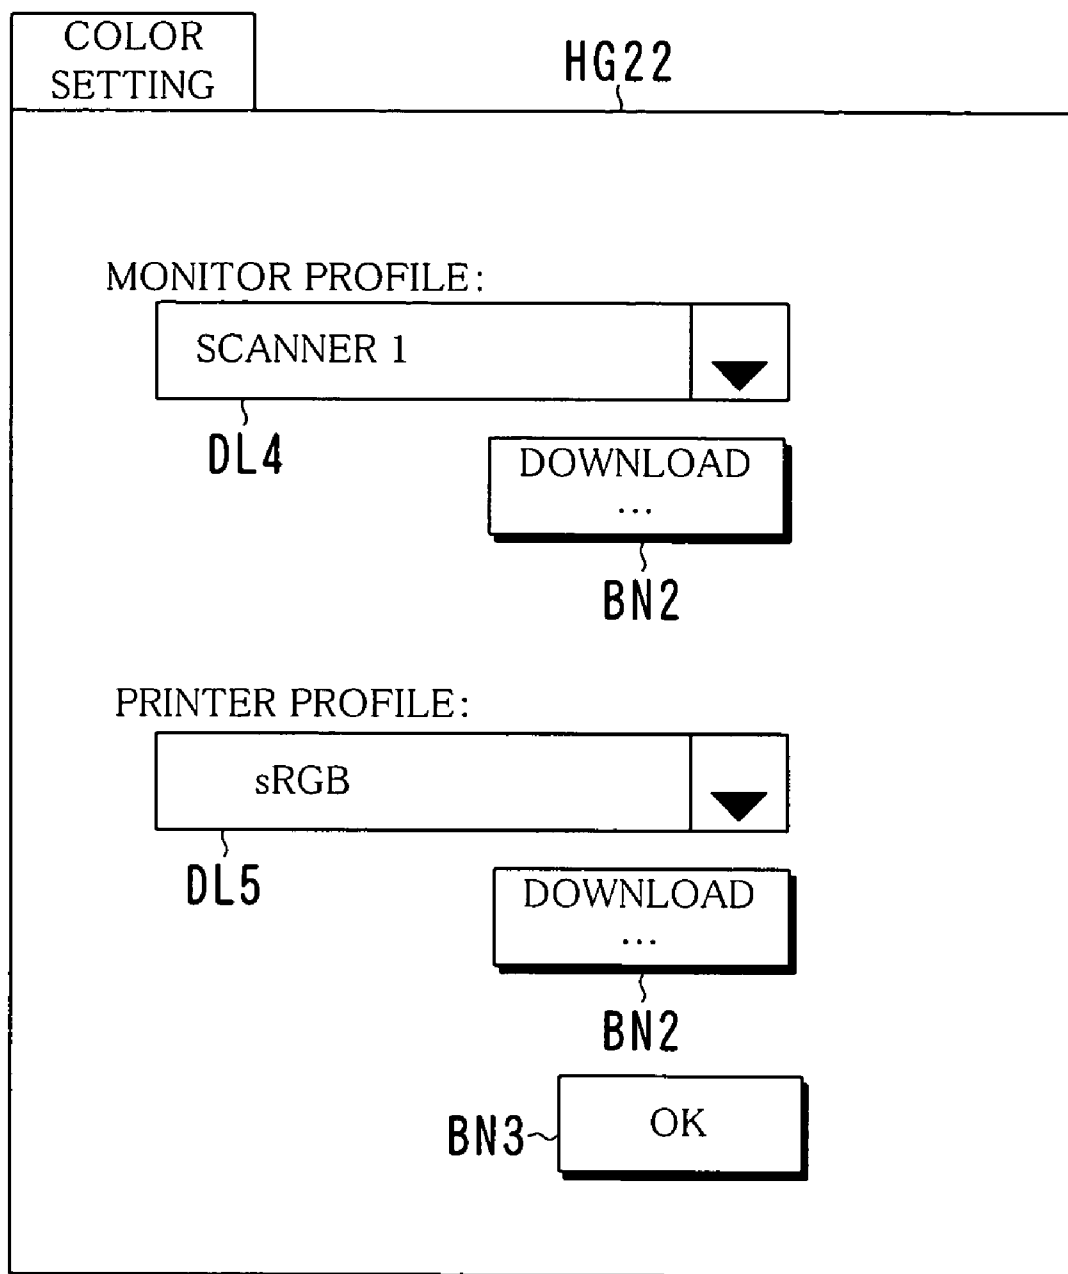 COLOR
SETTING
HG22
MONITOR PROFILE:
SCANNER 1
DL4
DOWNLOAD
...
BN2
PRINTER PROFILE:
sRGB
DL5
DOWNLOAD
...
BN2
BN3
OK